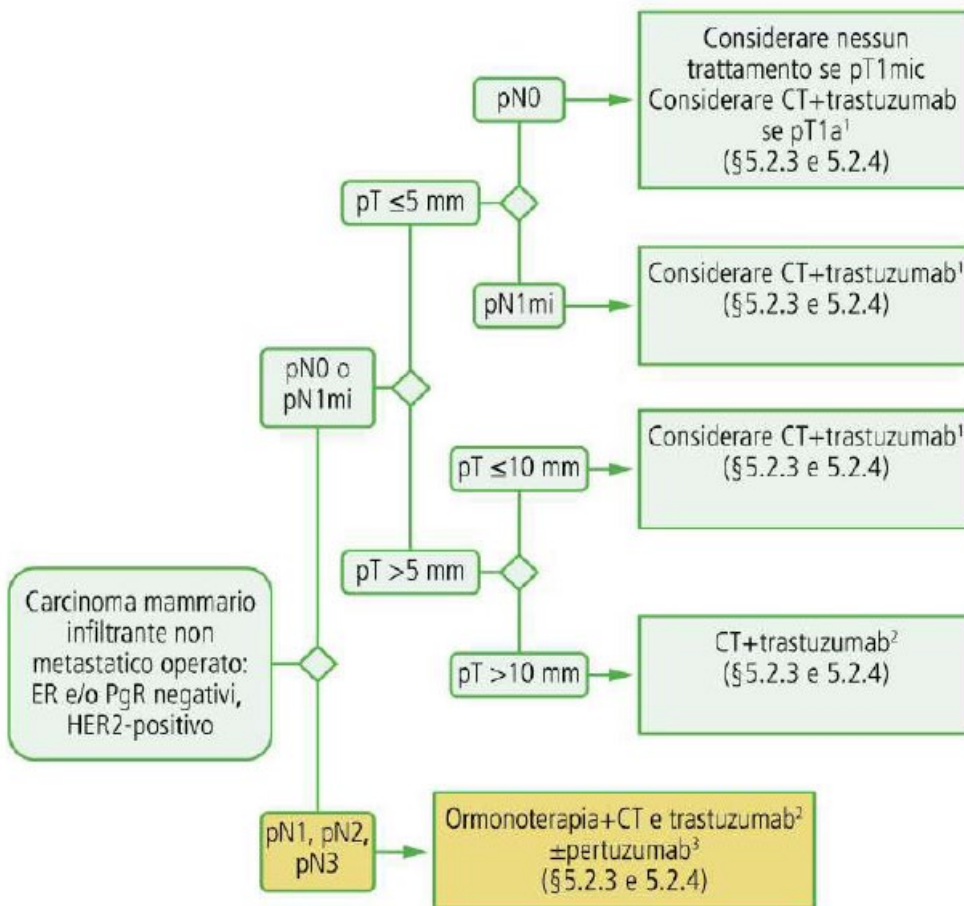 Considerare nessun
trattamento se pT1mic
Considerare CT+trastuzumab
se pT1a¹
(§5.2.3 e 5.2.4)
pN0
pT ≤5 mm
pN1mi
Considerare CT+trastuzumab¹
(§5.2.3 e 5.2.4)
pN0 o
pN1mi
pT ≤10 mm
Considerare CT+trastuzumab¹
(§5.2.3 e 5.2.4)
pT >5 mm
pT >10 mm
CT+trastuzumab²
(§5.2.3 e 5.2.4)
Carcinoma mammario
infiltrante non
metastatico operato:
ER e/o PgR negativi,
HER2-positivo
pN1, pN2,
pN3
Ormonoterapia+CT e trastuzumab²
±pertuzumab³
(§5.2.3 e 5.2.4)